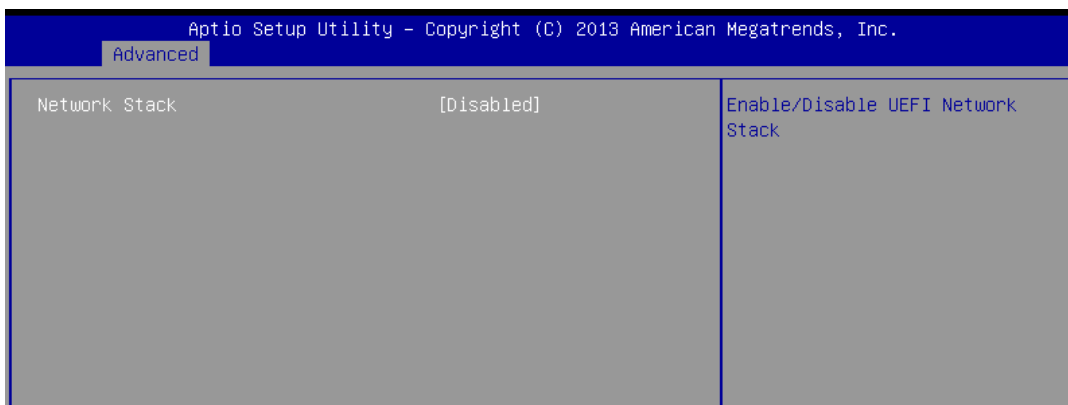 Aptio Setup Utility – Copyright (C) 2013 American Megatrends, Inc.
Advanced
Network Stack [Disabled]
Enable/Disable UEFI Network
Stack